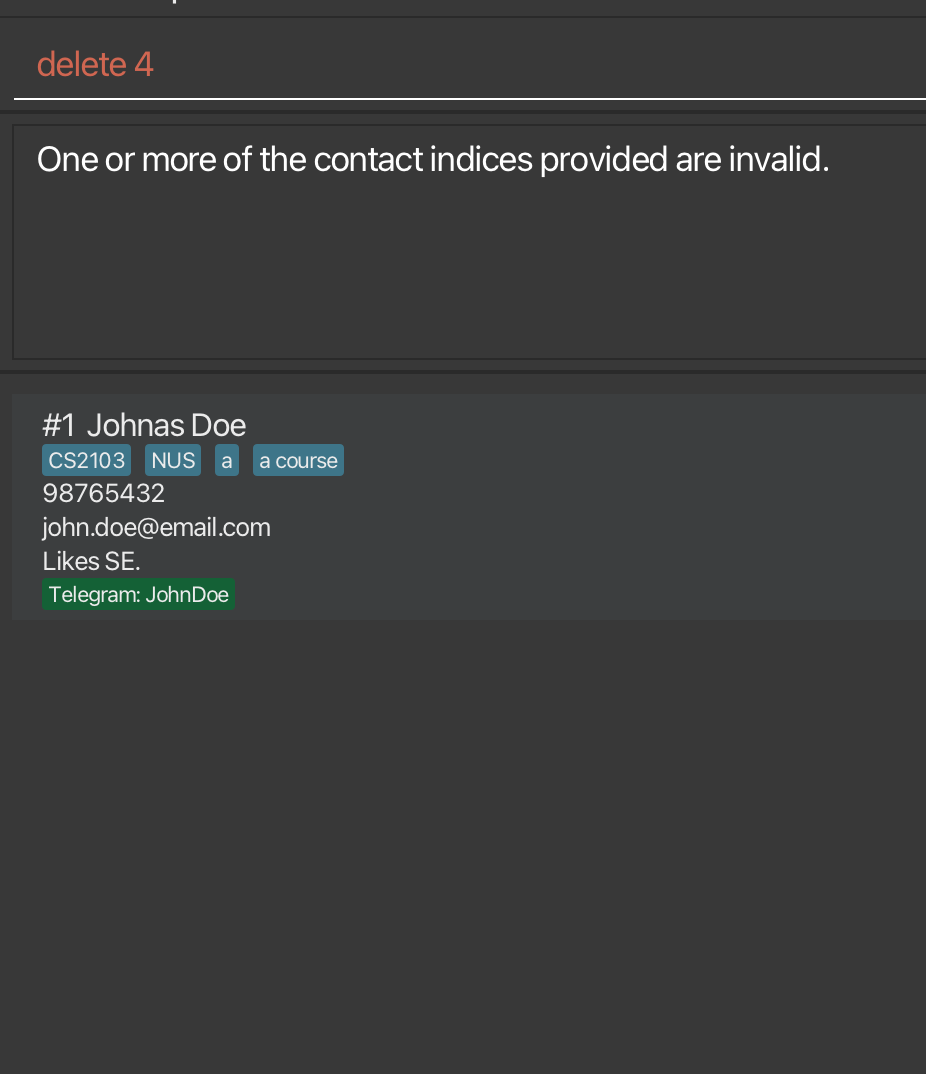 delete 4
One or more of the contact indices provided are invalid.
#1 Johnas Doe
CS2103 NUS a a course
98765432
john.doe@email.com
Likes SE.
Telegram: JohnDoe